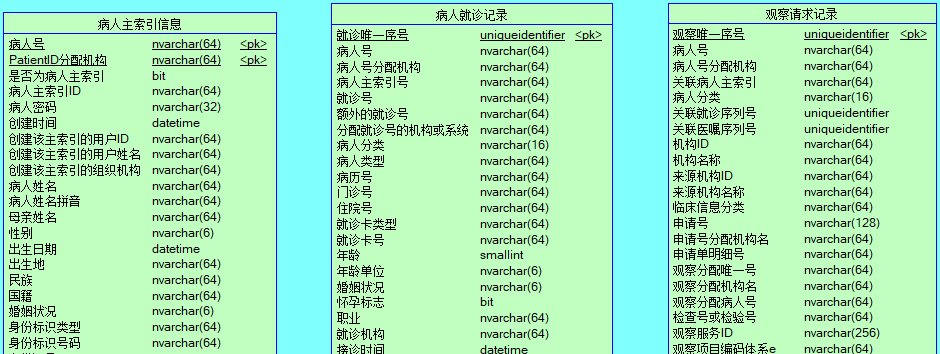 病人主索引信息
病人号 nvarchar(64) <pk>
PatientID分配机构 nvarchar(64) <pk>
是否为病人主索引 bit
病人主索引ID nvarchar(64)
病人密码 nvarchar(32)
创建时间 datetime
创建该主索引的用户ID nvarchar(64)
创建该主索引的用户姓名 nvarchar(64)
创建该主索引的组织机构 nvarchar(64)
病人姓名 nvarchar(64)
病人姓名拼音 nvarchar(64)
母亲姓名 nvarchar(64)
性别 nvarchar(6)
出生日期 datetime
出生地 nvarchar(64)
民族 nvarchar(64)
国籍 nvarchar(64)
婚姻状况 nvarchar(6)
身份标识类型 nvarchar(64)
身份标识号码 nvarchar(64)
病人就诊记录
就诊唯一序号 uniqueidentifier <pk>
病人号 nvarchar(64)
病人号分配机构 nvarchar(64)
病人主索引号 nvarchar(64)
就诊号 nvarchar(64)
额外的就诊号 nvarchar(64)
分配就诊号的机构或系统 nvarchar(64)
病人分类 nvarchar(16)
病人类型 nvarchar(64)
病历号 nvarchar(64)
门诊号 nvarchar(64)
住院号 nvarchar(64)
就诊卡类型 nvarchar(64)
就诊卡号 nvarchar(64)
年龄 smallint
年龄单位 nvarchar(6)
婚姻状况 nvarchar(6)
怀孕标志 bit
职业 nvarchar(64)
就诊机构 nvarchar(64)
接诊时间 datetime
观察请求记录
观察唯一序号 uniqueidentifier <pk>
病人号 nvarchar(64)
病人号分配机构 nvarchar(64)
关联病人主索引 nvarchar(64)
病人分类 nvarchar(16)
关联就诊序列号 uniqueidentifier
关联医嘱序列号 uniqueidentifier
机构ID nvarchar(64)
机构名称 nvarchar(64)
来源机构ID nvarchar(64)
来源机构名称 nvarchar(64)
临床信息分类 nvarchar(64)
申请号 nvarchar(128)
申请号分配机构名 nvarchar(64)
申请单明细号 nvarchar(64)
观察分配唯一号 nvarchar(64)
观察分配机构名 nvarchar(64)
观察分配病人号 nvarchar(64)
检查号或检验号 nvarchar(64)
观察服务ID nvarchar(256)
观察项目编码体系e nvarchar(64)